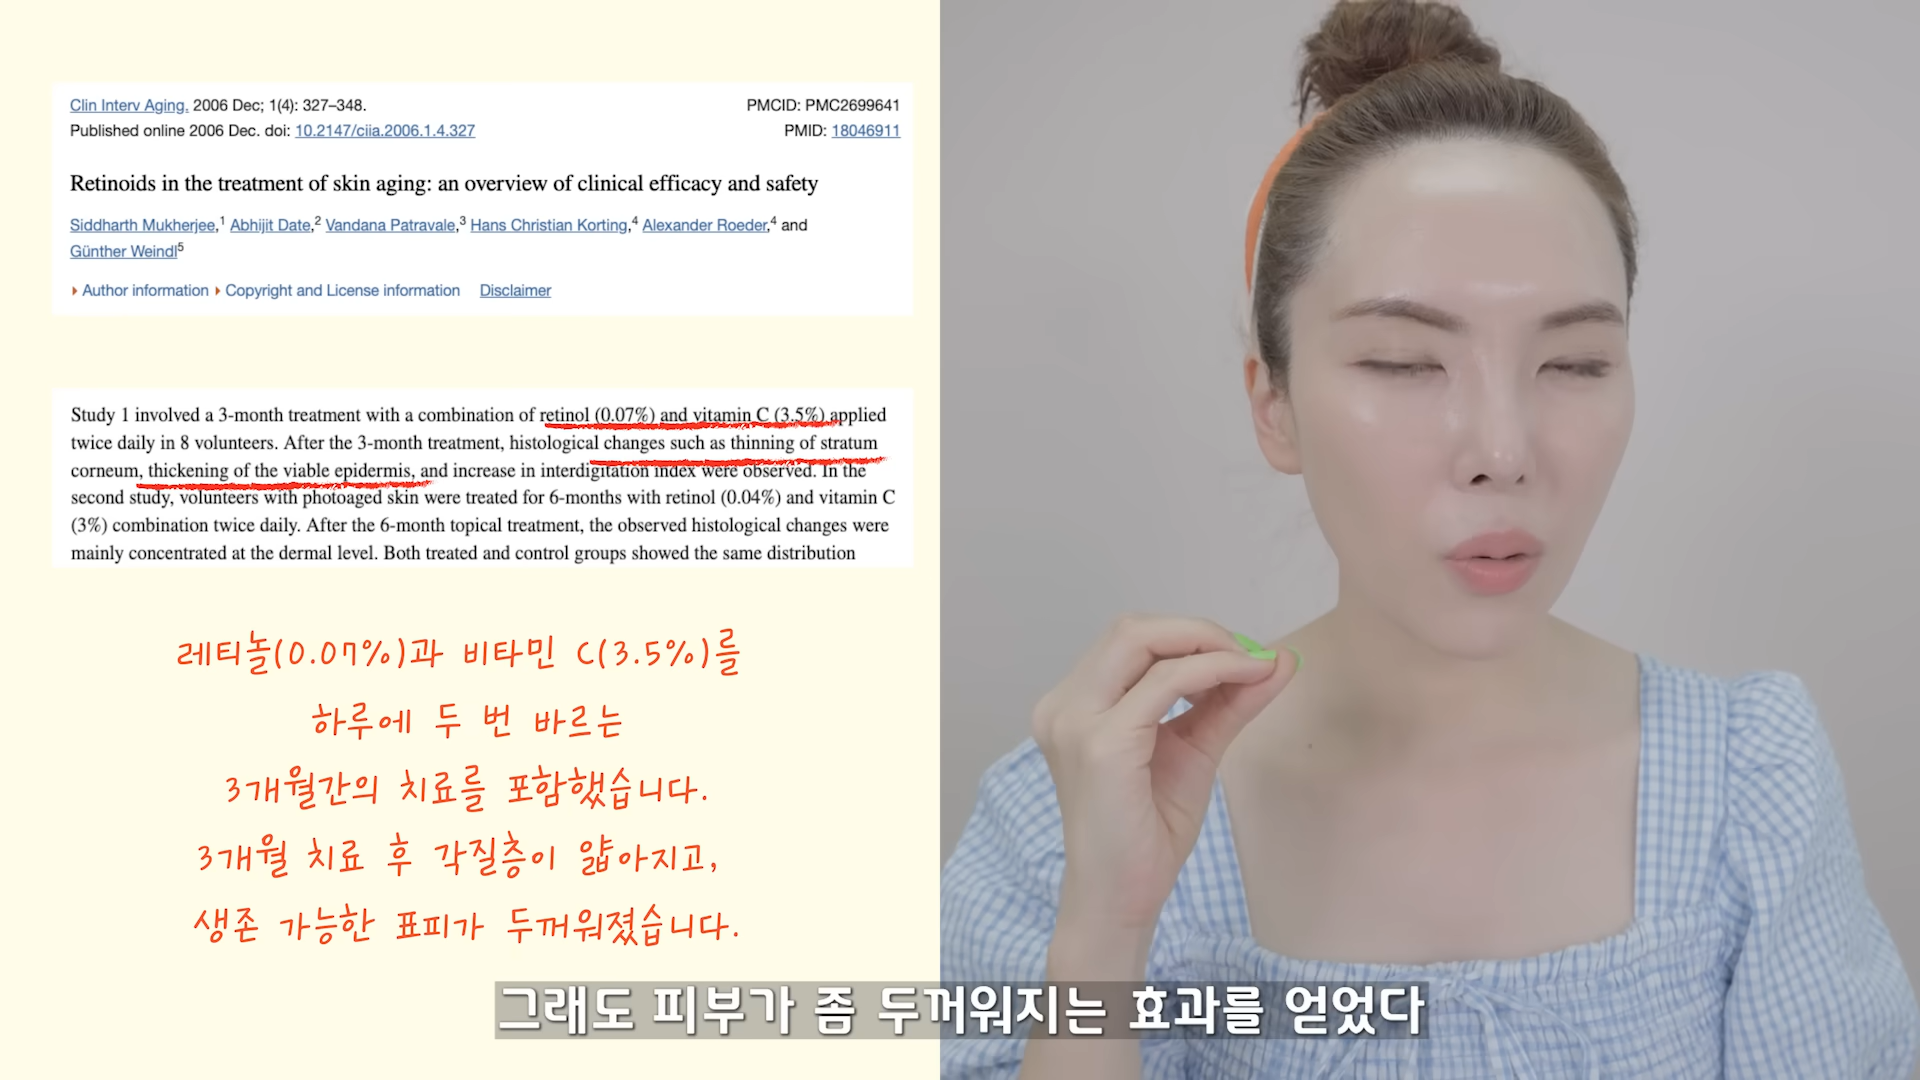 Clin Interv Aging. 2006 Dec; 1(4): 327–348.
PMCID: PMC2699641
Published online 2006 Dec. doi: 10.2147/ciia.2006.1.4.327
PMID: 18046911
Retinoids in the treatment of skin aging: an overview of clinical efficacy and safety
Siddharth Mukherjee,1 Abhijit Date,2 Vandana Patravale,3 Hans Christian Korting,4 Alexander Roeder,4 and
Günther Weindl5
Author information Copyright and License information Disclaimer
Study 1 involved a 3-month treatment with a combination of retinol (0.07%) and vitamin C (3.5%) applied
twice daily in 8 volunteers. After the 3-month treatment, histological changes such as thinning of stratum
corneum, thickening of the viable epidermis, and increase in interdigitation index were observed. In the
second study, volunteers with photoaged skin were treated for 6-months with retinol (0.04%) and vitamin C
(3%) combination twice daily. After the 6-month topical treatment, the observed histological changes were
mainly concentrated at the dermal level. Both treated and control groups showed the same distribution
레티놀(0.07%)과 비타민 C(3.5%)를
하루에 두 번 바르는
3개월간의 치료를 포함했습니다.
3개월 치료 후 각질층이 얇아지고,
생존 가능한 표피가 두꺼워졌습니다.
그래도 피부가 좀 두꺼워지는 효과를 얻었다